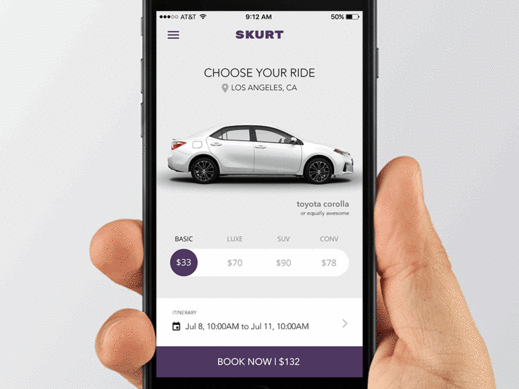 AT&T 9:12 AM 50%
SKURT
CHOOSE YOUR RIDE
LOS ANGELES, CA
toyota corolla
or equally awesome
BASIC LUXE SUV CONV
$33 $70 $90 $78
ITINERARY
Jul 8, 10:00AM to Jul 11, 10:00AM
BOOK NOW | $132